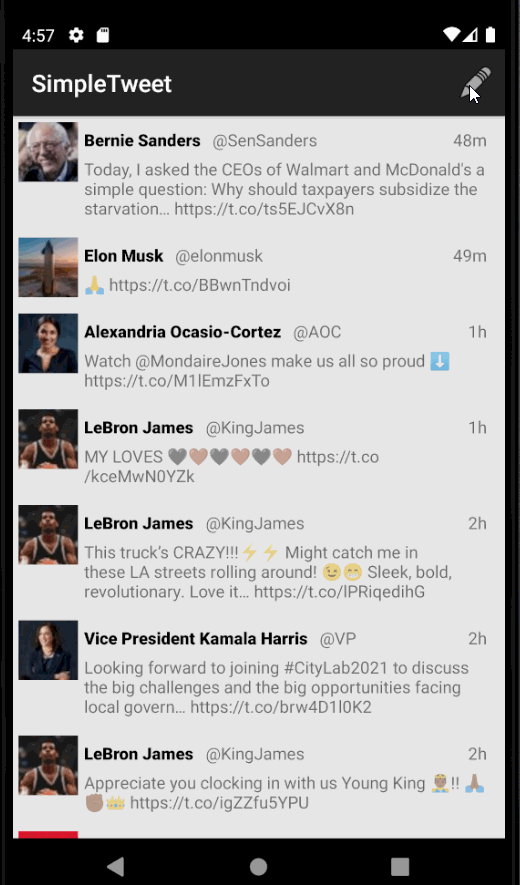 4:57
SimpleTweet
Bernie Sanders @SenSanders 48m
Today, I asked the CEOs of Walmart and McDonald's a
simple question: Why should taxpayers subsidize the
starvation… https://t.co/ts5EJCvX8n
Elon Musk @elonmusk 49m
🙏 https://t.co/BBwnTndvoi
Alexandria Ocasio-Cortez @AOC 1h
Watch @MondaireJones make us all so proud ⬇️
https://t.co/M1lEmzFxTo
LeBron James @KingJames 1h
MY LOVES 🖤🤎🖤🤎🖤🤎 https://t.co
/kceMwN0YZk
LeBron James @KingJames 2h
This truck's CRAZY!!!⚡⚡ Might catch me in
these LA streets rolling around! 😉😁 Sleek, bold,
revolutionary. Love it… https://t.co/lPRiqedihG
Vice President Kamala Harris @VP 2h
Looking forward to joining #CityLab2021 to discuss
the big challenges and the big opportunities facing
local govern… https://t.co/brw4D1l0K2
LeBron James @KingJames 2h
Appreciate you clocking in with us Young King 🤴🏽!! 🙏🏽
✊🏽👑 https://t.co/igZZfu5YPU